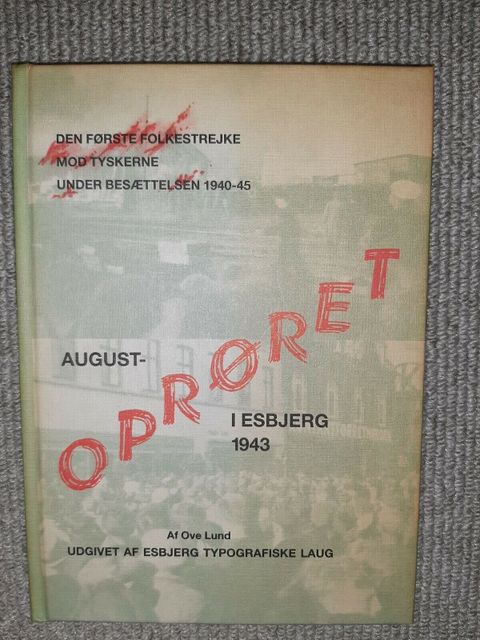 DEN FØRSTE FOLKESTREJKE
MOD TYSKERNE
UNDER BESÆTTELSEN 1940-45
AUGUST-
OPRØRET
I ESBJERG
1943
Af Ove Lund
UDGIVET AF ESBJERG TYPOGRAFISKE LAUG